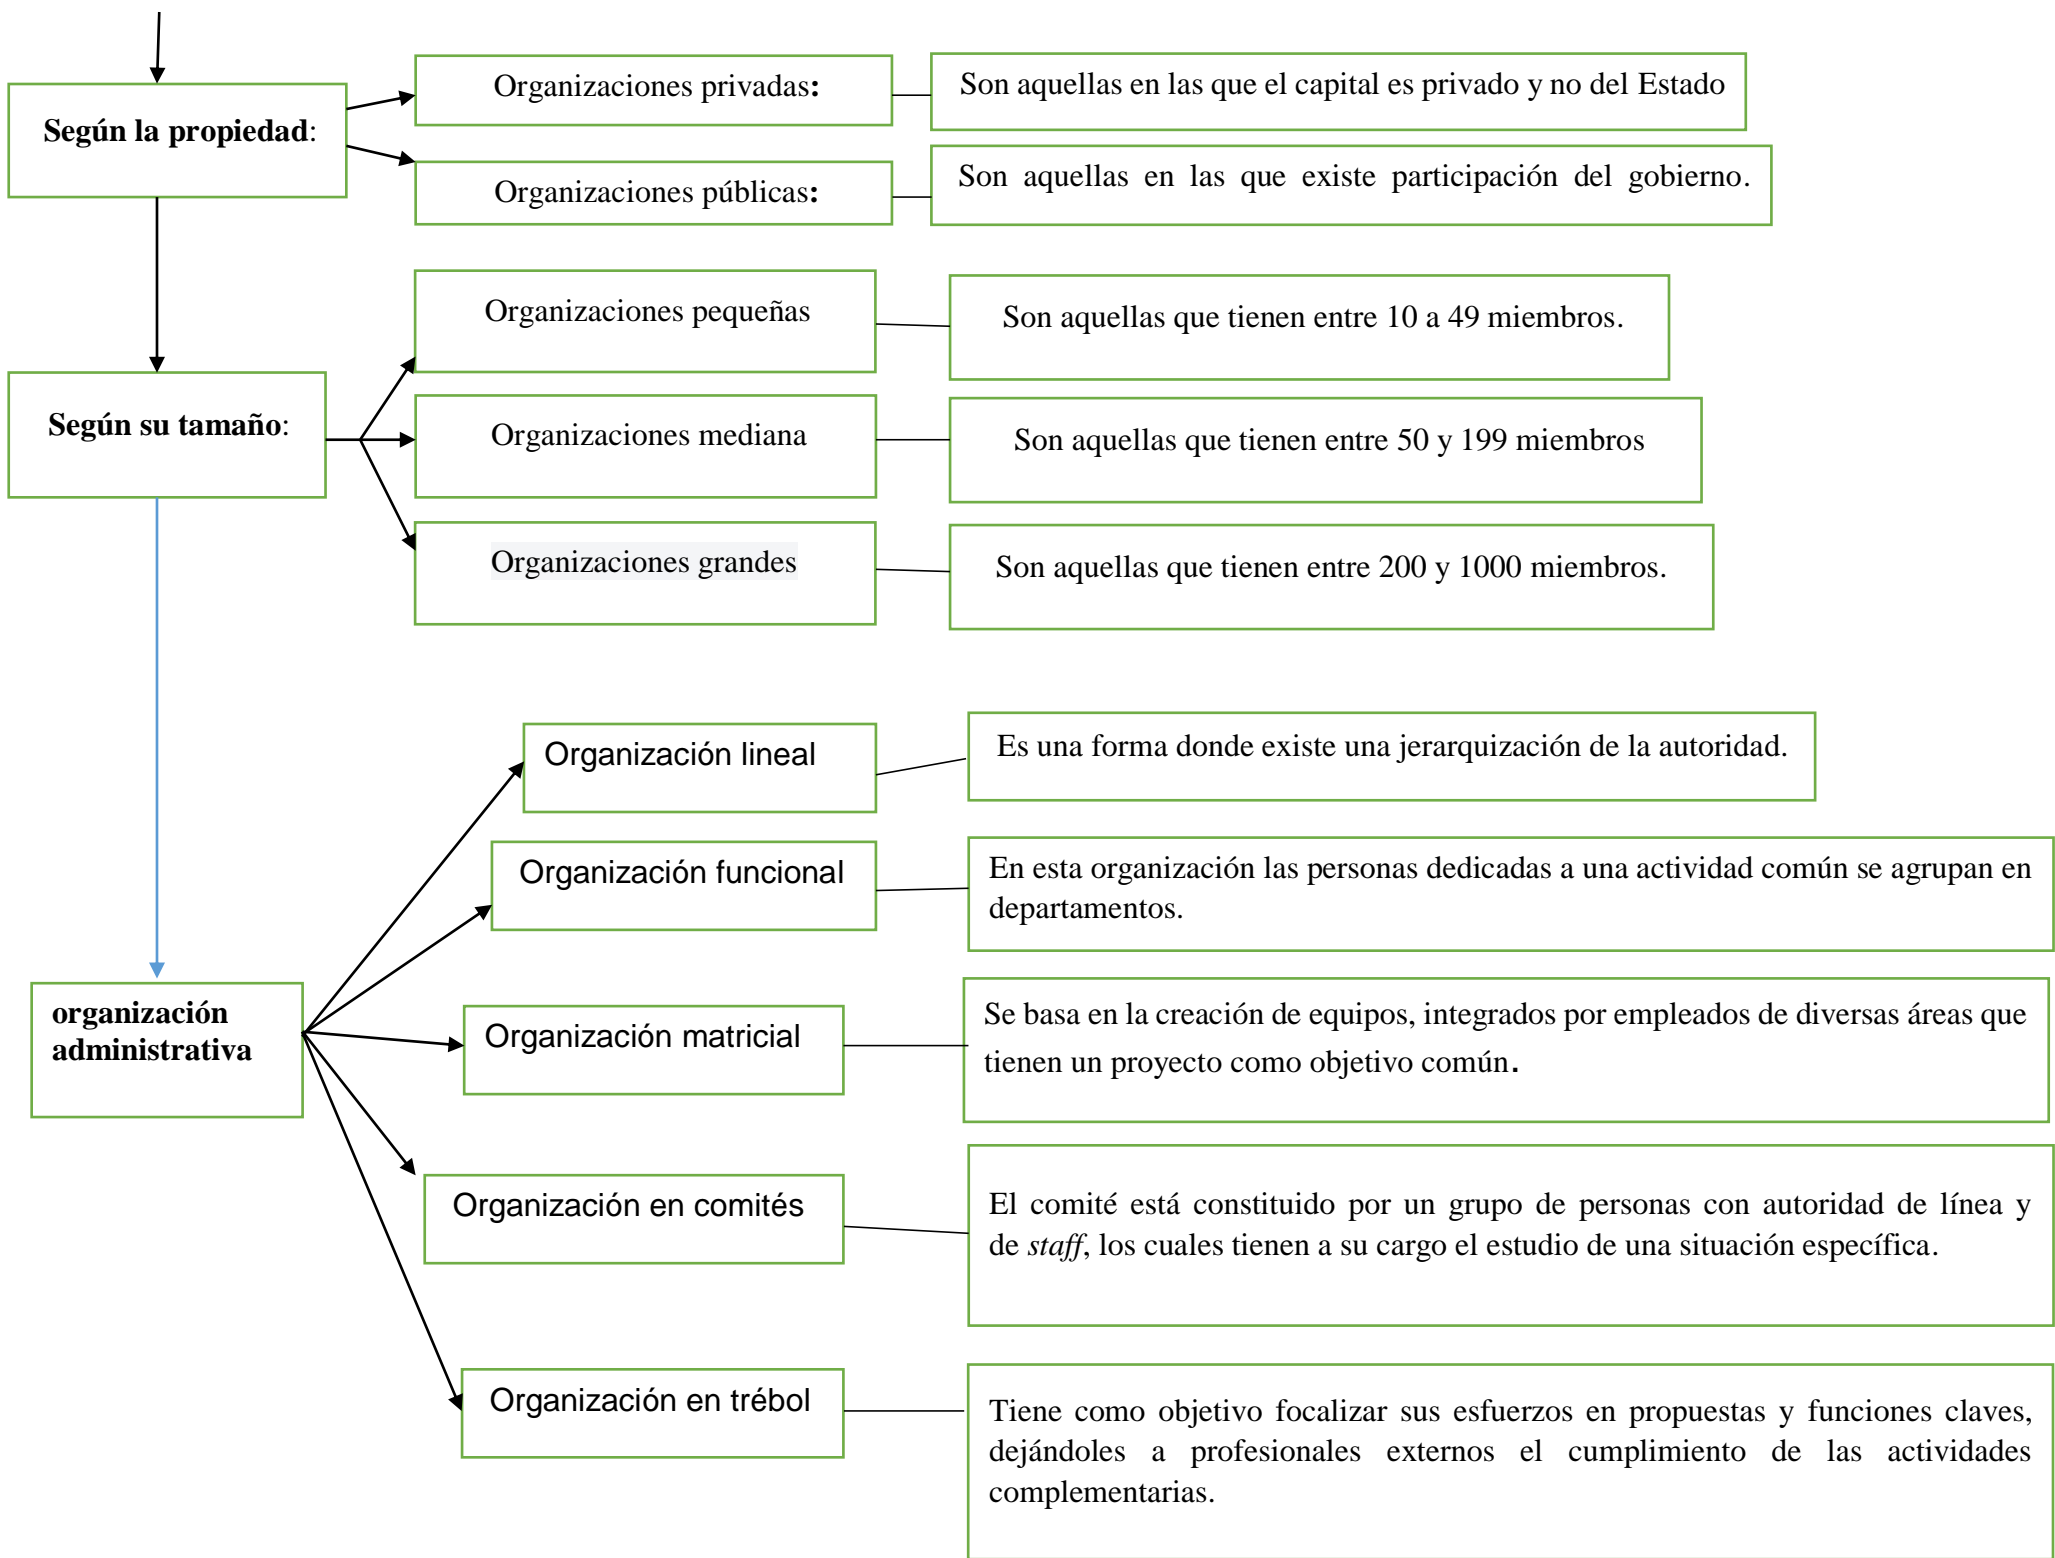 Según la propiedad:
Organizaciones privadas:
Son aquellas en las que el capital es privado y no del Estado
Organizaciones públicas:
Son aquellas en las que existe participación del gobierno.
Según su tamaño:
Organizaciones pequeñas
Son aquellas que tienen entre 10 a 49 miembros.
Organizaciones mediana
Son aquellas que tienen entre 50 y 199 miembros
Organizaciones grandes
Son aquellas que tienen entre 200 y 1000 miembros.
organización
administrativa
Organización lineal
Es una forma donde existe una jerarquización de la autoridad.
Organización funcional
En esta organización las personas dedicadas a una actividad común se agrupan en
departamentos.
Organización matricial
Se basa en la creación de equipos, integrados por empleados de diversas áreas que
tienen un proyecto como objetivo común.
Organización en comités
El comité está constituido por un grupo de personas con autoridad de línea y
de staff, los cuales tienen a su cargo el estudio de una situación específica.
Organización en trébol
Tiene como objetivo focalizar sus esfuerzos en propuestas y funciones claves,
dejándoles a profesionales externos el cumplimiento de las actividades
complementarias.